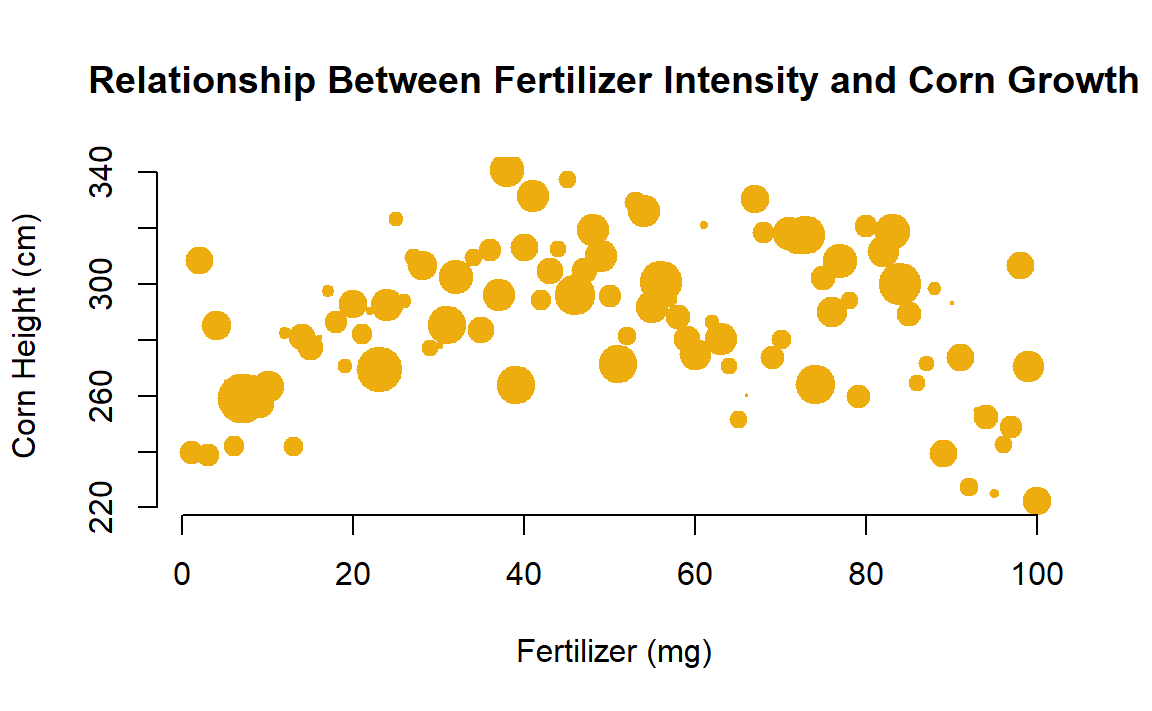 Relationship Between Fertilizer Intensity and Corn Growth
Corn Height (cm)
340
300
260
220
0 20 40 60 80 100
Fertilizer (mg)